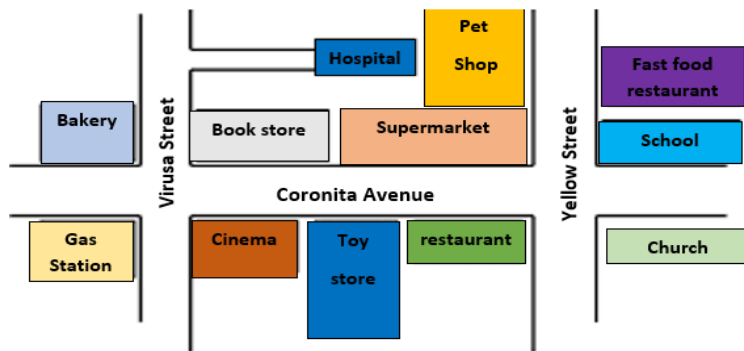 Pet
Shop
Hospital
Fast food
restaurant
Bakery
Virusa Street
Book store
Supermarket
Yellow Street
School
Coronita Avenue
Gas
Station
Cinema
Toy
store
restaurant
Church